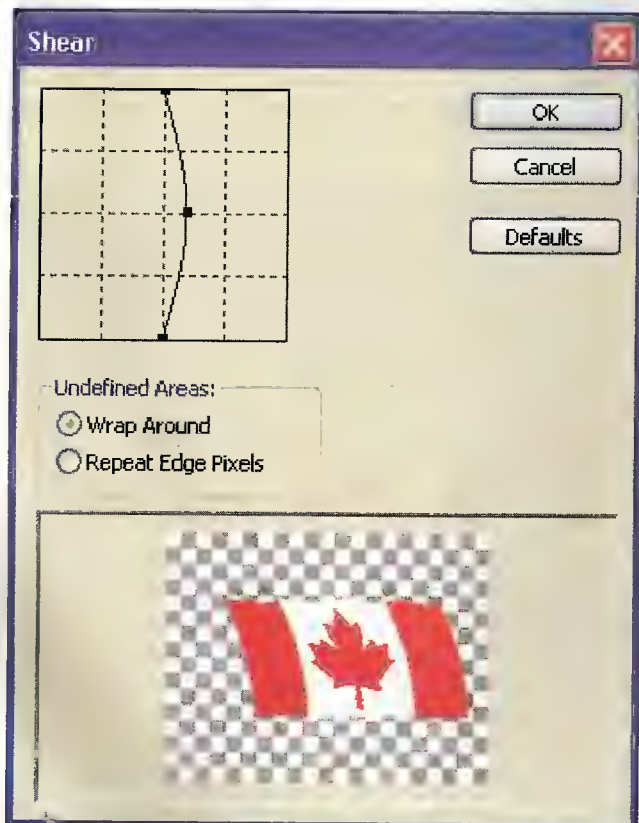 Shear
OK
Cancel
Defaults
Undefined Areas:
Wrap Around
Repeat Edge Pixels